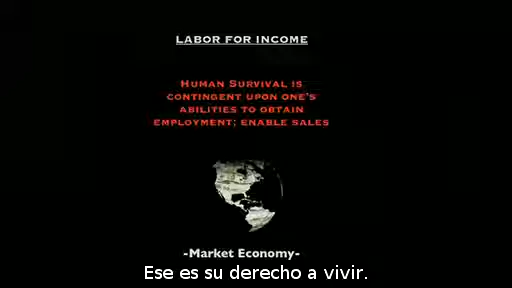 LABOR FOR INCOME
HUMAN SURVIVAL IS
CONTINGENT UPON ONE'S
ABILITIES TO OBTAIN
EMPLOYMENT; ENABLE SALES
-Market Economy-
Ese es su derecho a vivir.